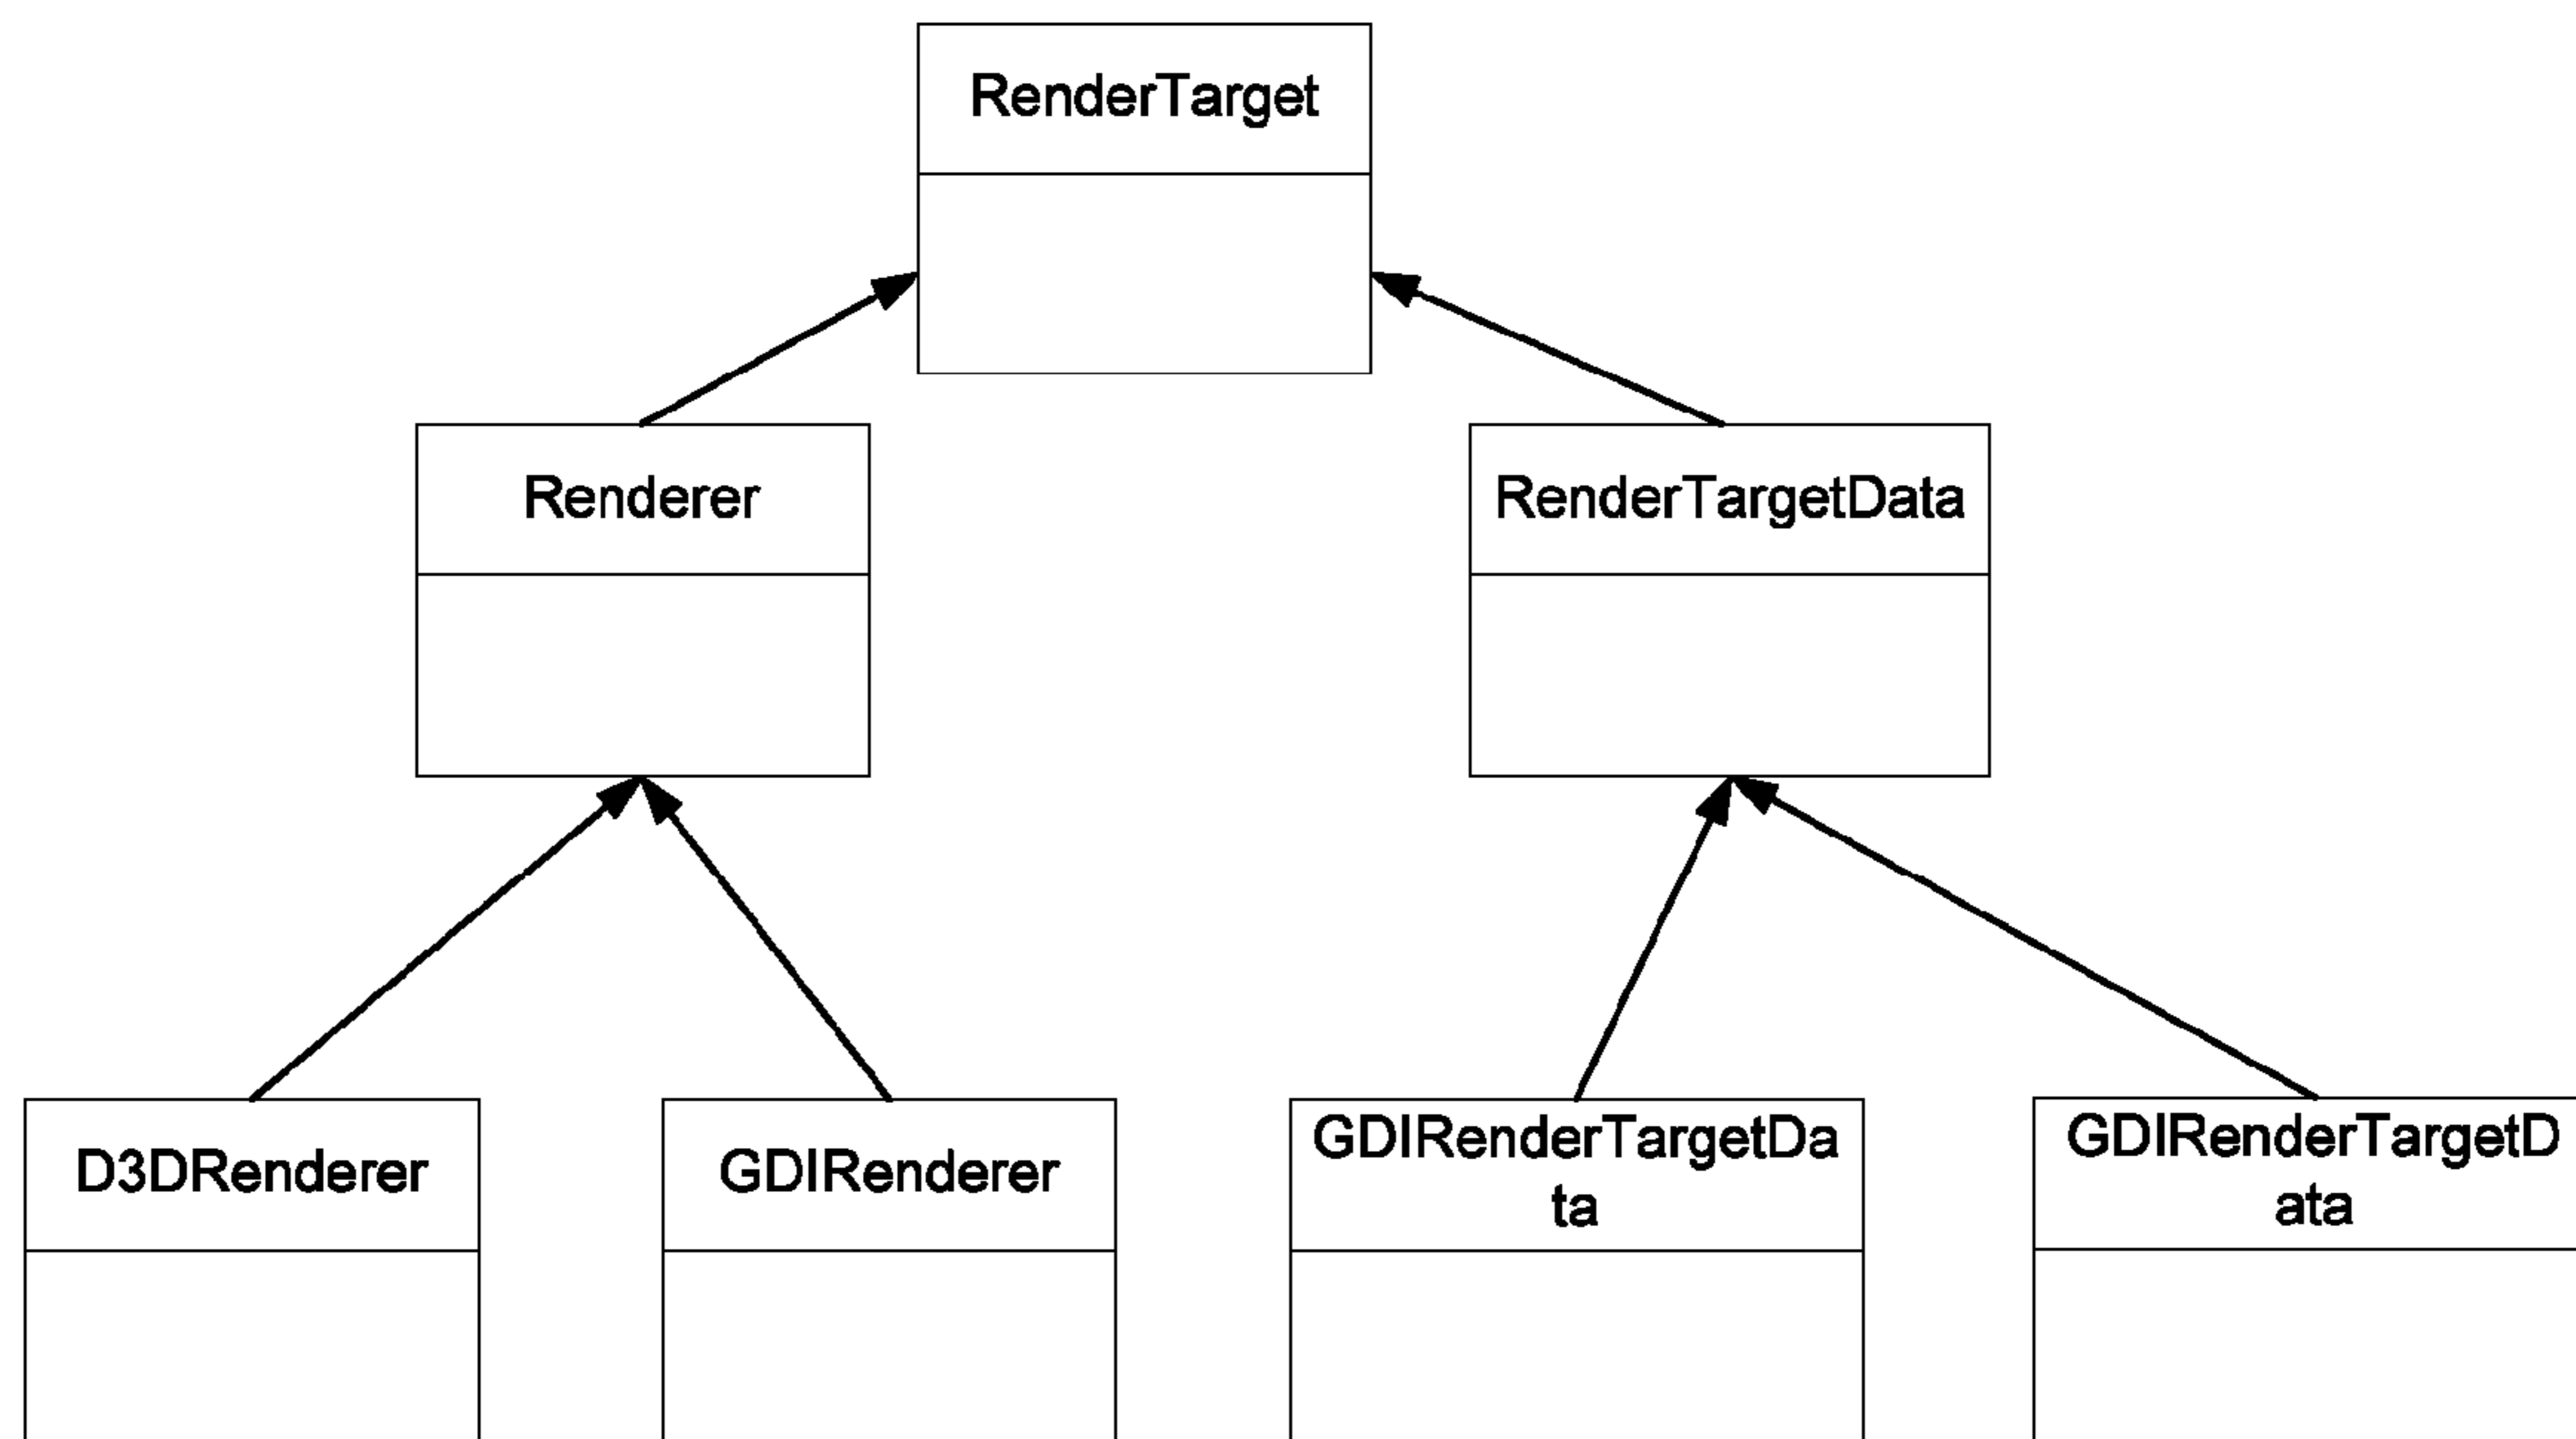 RenderTarget
Renderer
RenderTargetData
D3DRenderer
GDIRenderer
GDIRenderTargetDa
ta
GDIRenderTargetD
ata